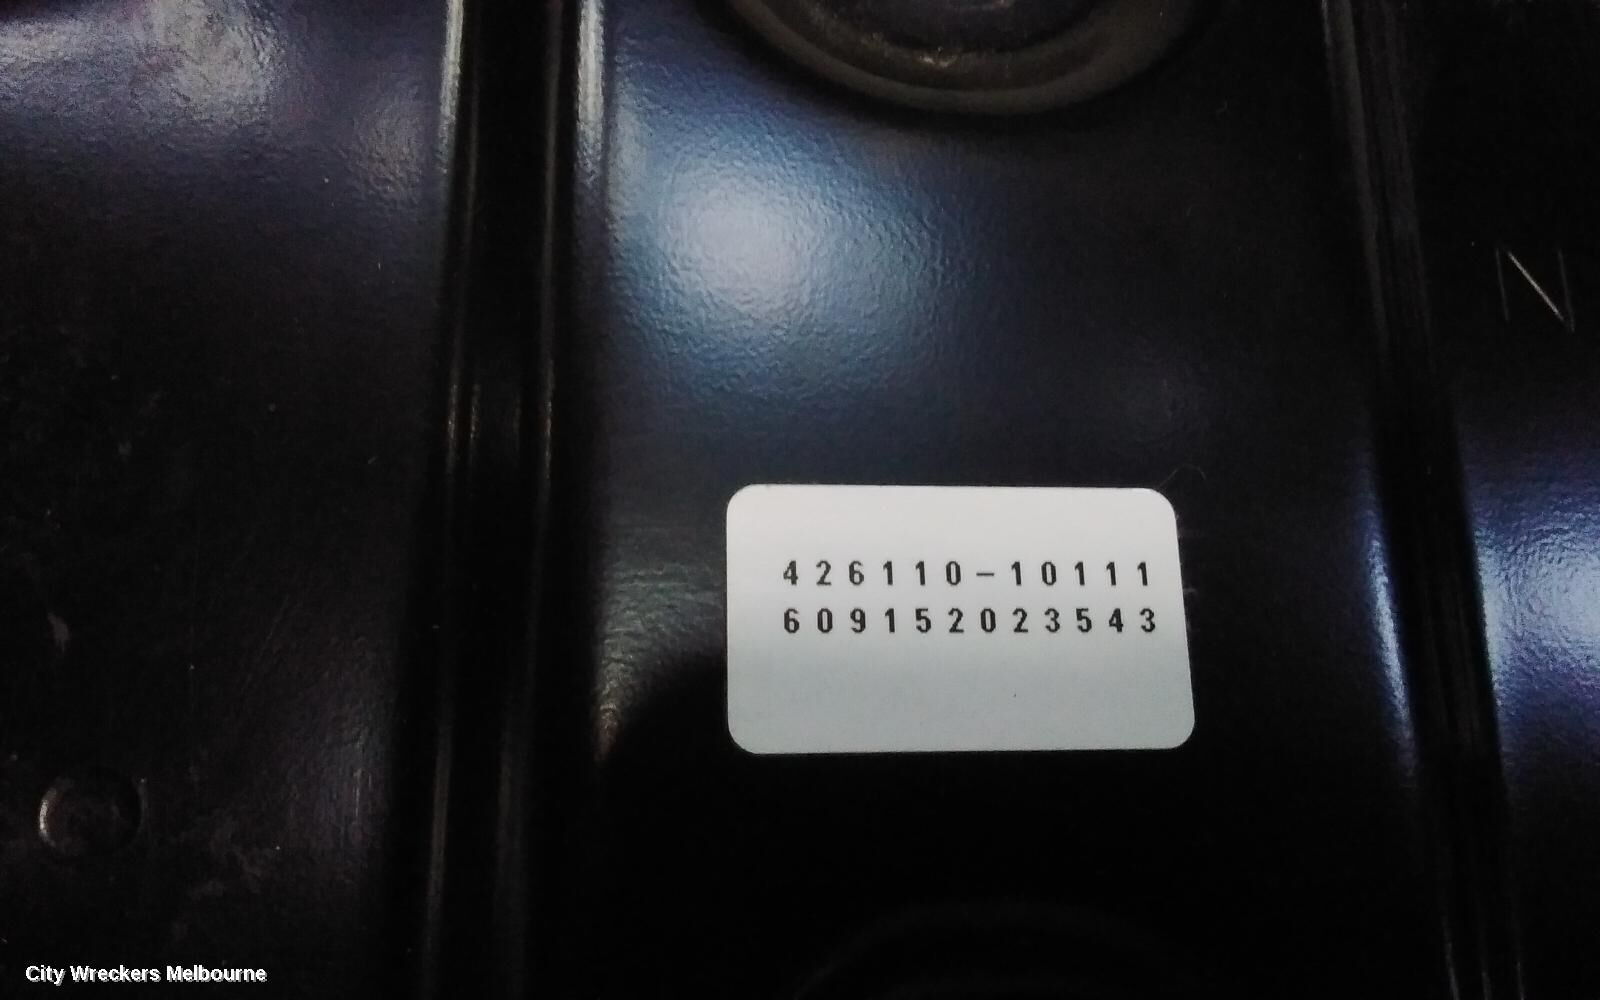 426110-10111
609152023543
N
City Wreckers Melbourne